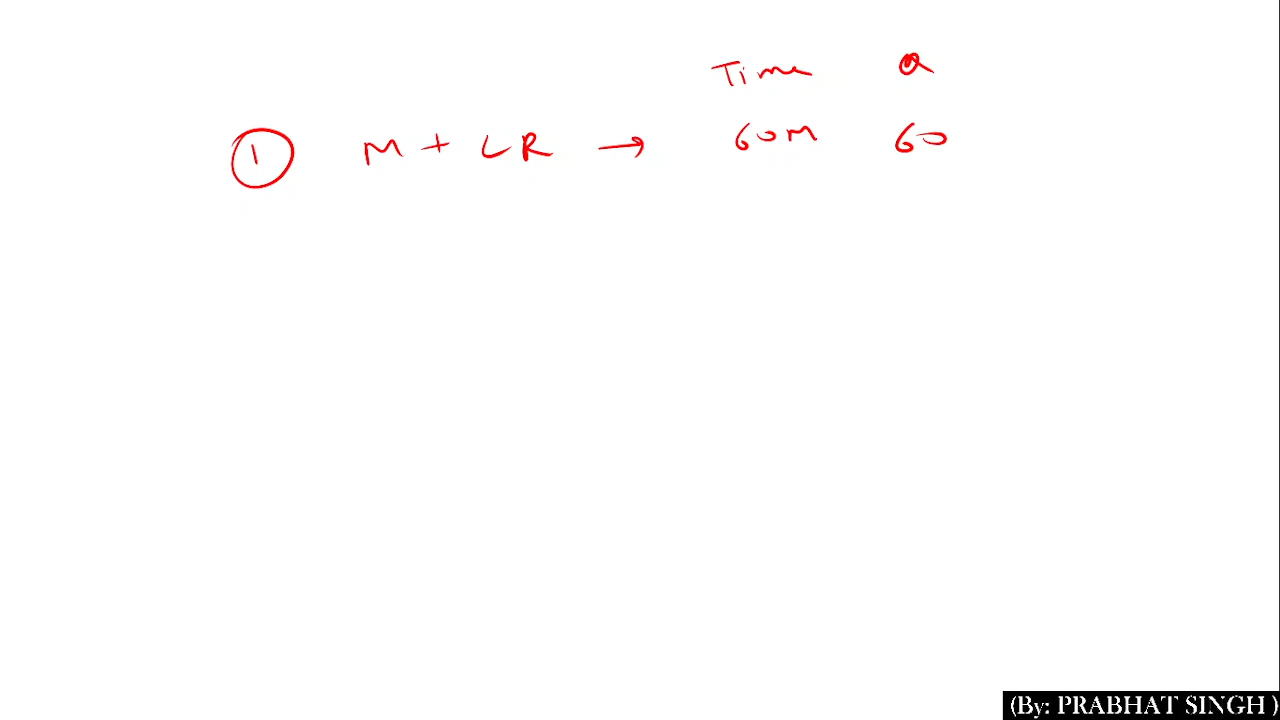 Time Q
1 M + LR → 60M 60
(By: PRABHAT SINGH )